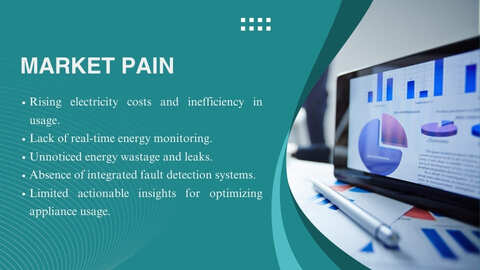 MARKET PAIN
• Rising electricity costs and inefficiency in
usage.
• Lack of real-time energy monitoring.
• Unnoticed energy wastage and leaks.
• Absence of integrated fault detection systems.
• Limited actionable insights for optimizing
appliance usage.